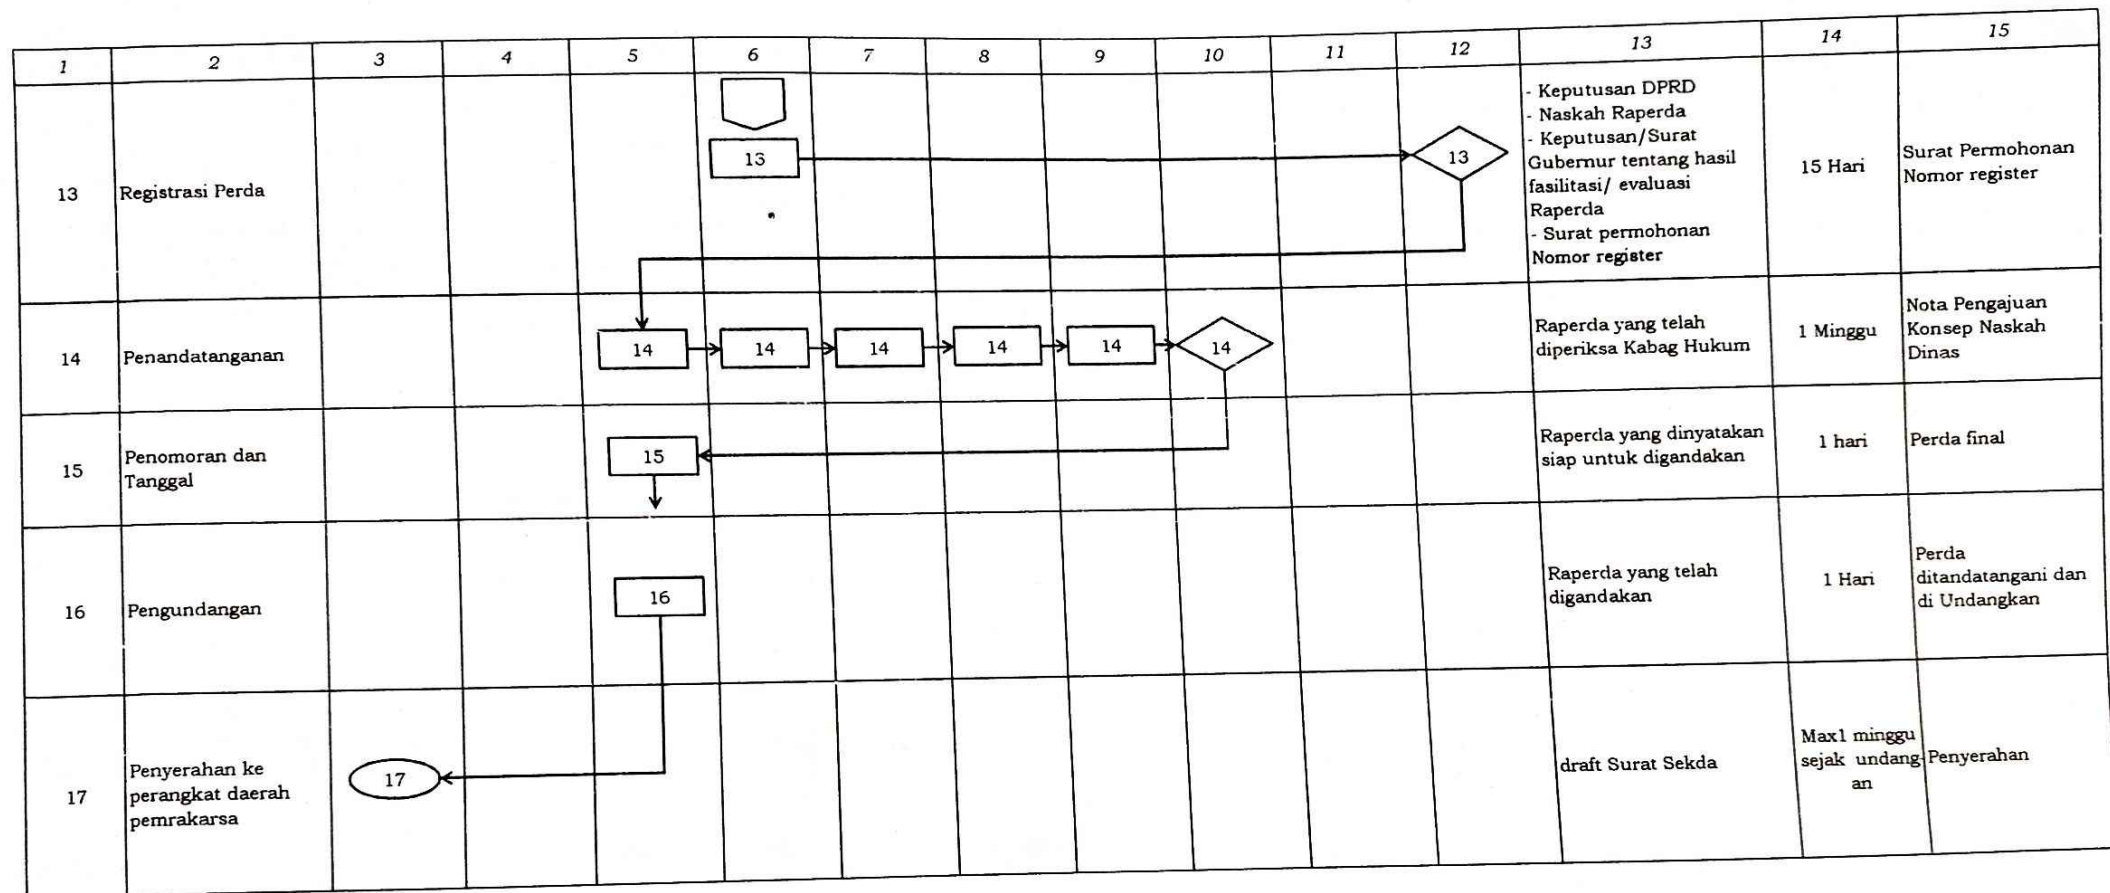 1 2 3 4 5 6 7 8 9 10 11 12 13 14 15
13
Registrasi Perda
13
13
- Keputusan DPRD
- Naskah Raperda
- Keputusan/Surat
Gubernur tentang hasil
fasilitasi/ evaluasi
Raperda
- Surat permohonan
Nomor register
15 Hari
Surat Permohonan
Nomor register
14
Penandatanganan
14 14 14 14 14 14
Raperda yang telah
diperiksa Kabag Hukum
1 Minggu
Nota Pengajuan
Konsep Naskah
Dinas
15
Penomoran dan
Tanggal
15
Raperda yang dinyatakan
siap untuk digandakan
1 hari
Perda final
16
Pengundangan
16
Raperda yang telah
digandakan
1 Hari
Perda
ditandatangani dan
di Undangkan
17
Penyerahan ke
perangkat daerah
pemrakarsa
17
draft Surat Sekda
Max1 minggu
sejak undang-
an
Penyerahan